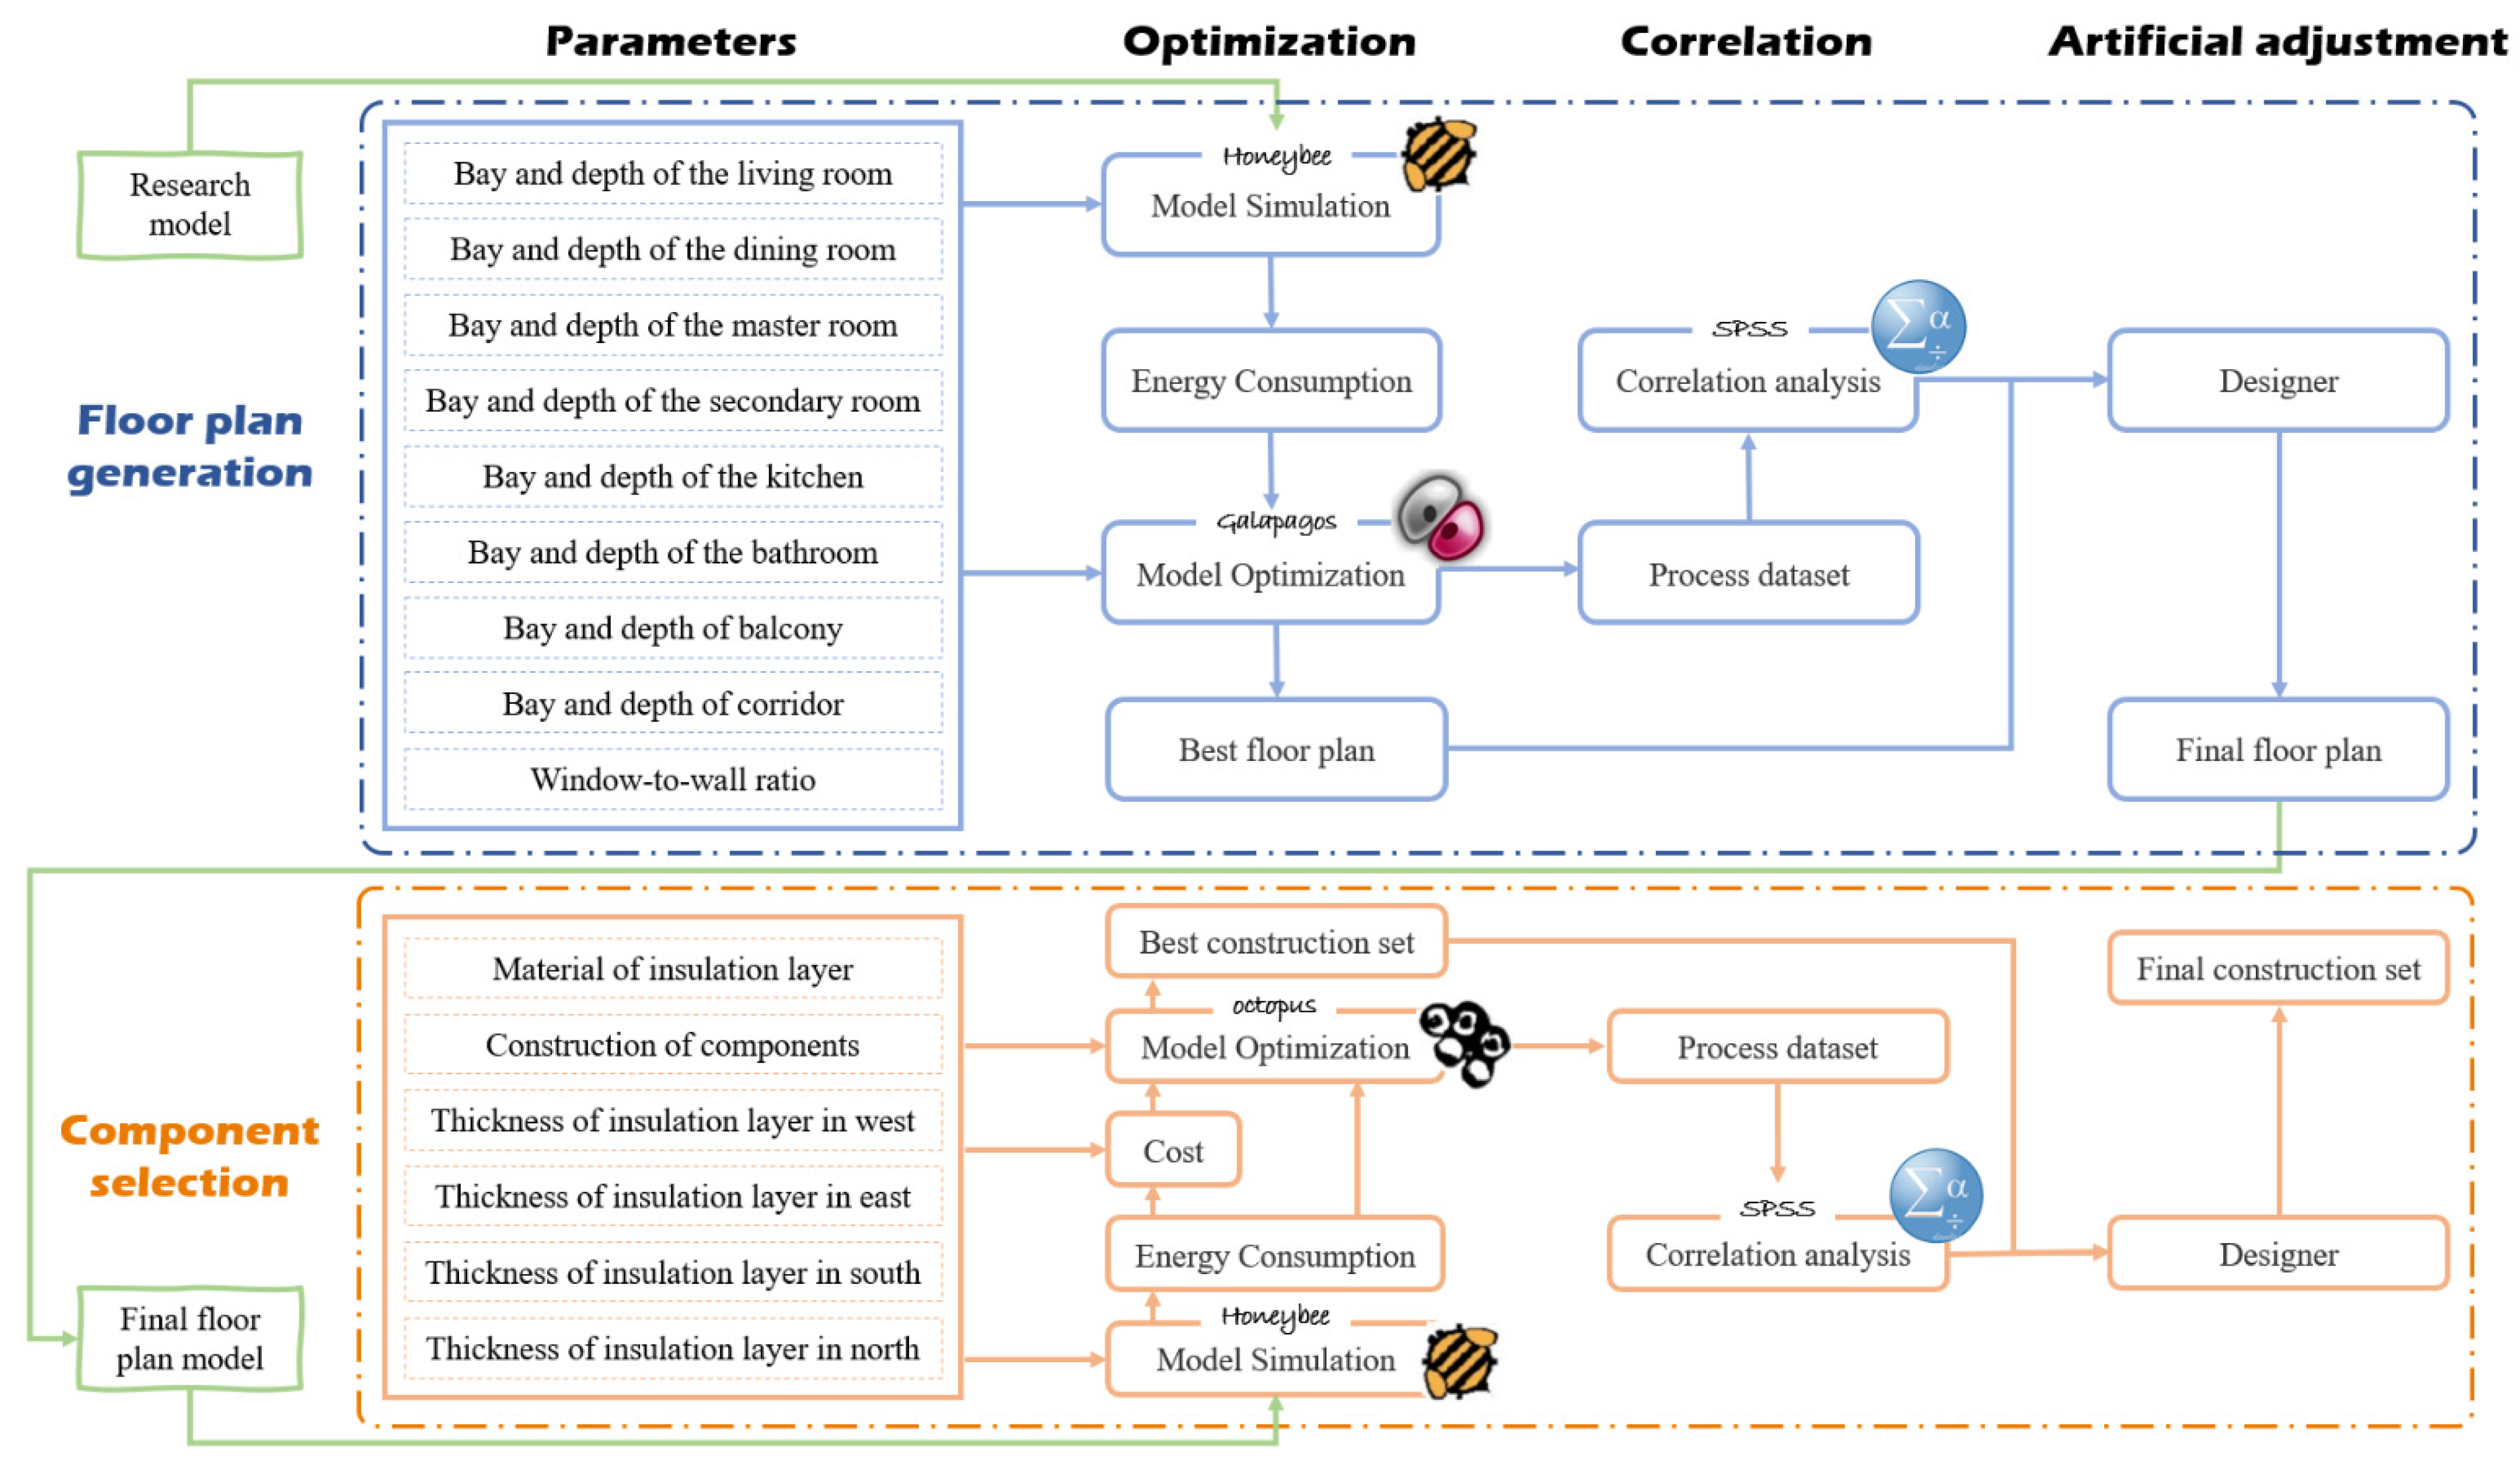 Parameters
Optimization
Correlation
Artificial adjustment
Research
model
Floor plan
generation
Bay and depth of the living room
Bay and depth of the dining room
Bay and depth of the master room
Bay and depth of the secondary room
Bay and depth of the kitchen
Bay and depth of the bathroom
Bay and depth of balcony
Bay and depth of corridor
Window-to-wall ratio
Honeybee
Model Simulation
Energy Consumption
Galapagos
Model Optimization
Best floor plan
SPSS
Σ α
÷
Correlation analysis
Process dataset
Designer
Final floor plan
Component
selection
Final floor
plan model
Material of insulation layer
Construction of components
Thickness of insulation layer in west
Thickness of insulation layer in east
Thickness of insulation layer in south
Thickness of insulation layer in north
Best construction set
octopus
Model Optimization
Cost
Energy Consumption
Honeybee
Model Simulation
Process dataset
SPSS
Σ α
÷
Correlation analysis
Final construction set
Designer